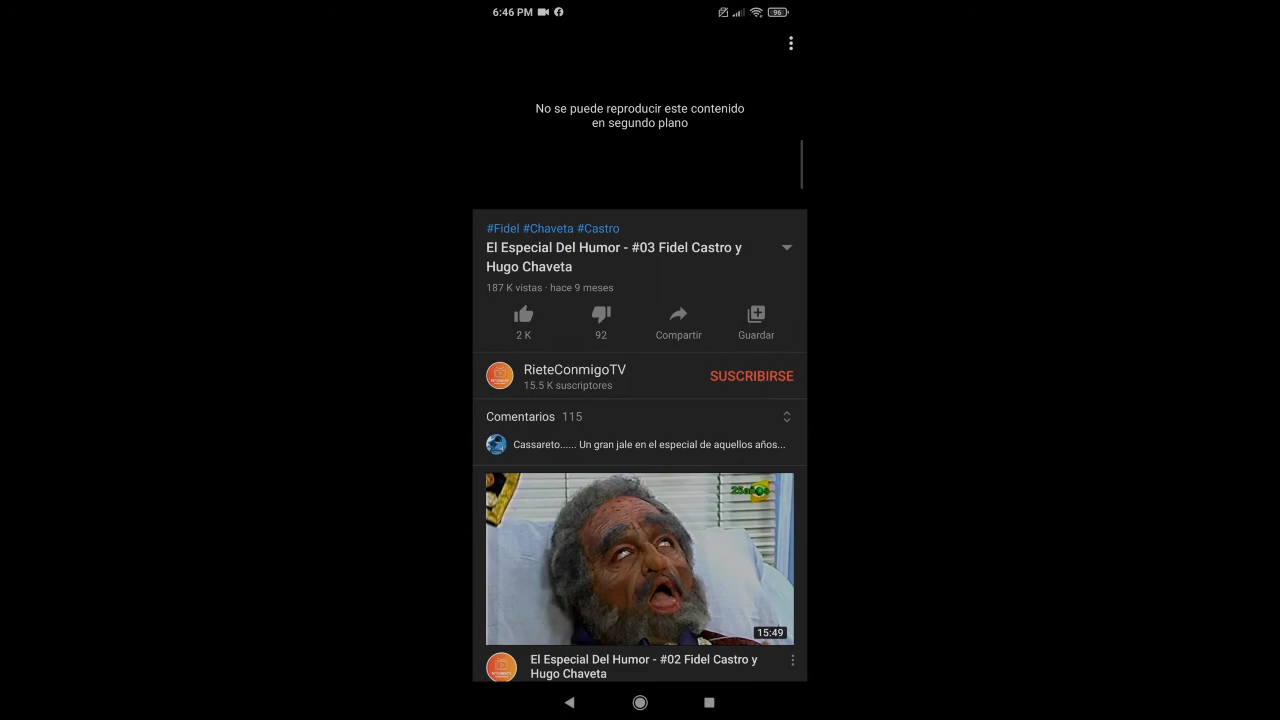 6:46 PM
96
No se puede reproducir este contenido
en segundo plano
#Fidel #Chaveta #Castro
El Especial Del Humor - #03 Fidel Castro y
Hugo Chaveta
187 K vistas · hace 9 meses
2 K
92
Compartir
Guardar
RieteConmigoTV
15.5 K suscriptores
SUSCRIBIRSE
Comentarios 115
Cassareto...... Un gran jale en el especial de aquellos años...
25años
15:49
El Especial Del Humor - #02 Fidel Castro y
Hugo Chaveta